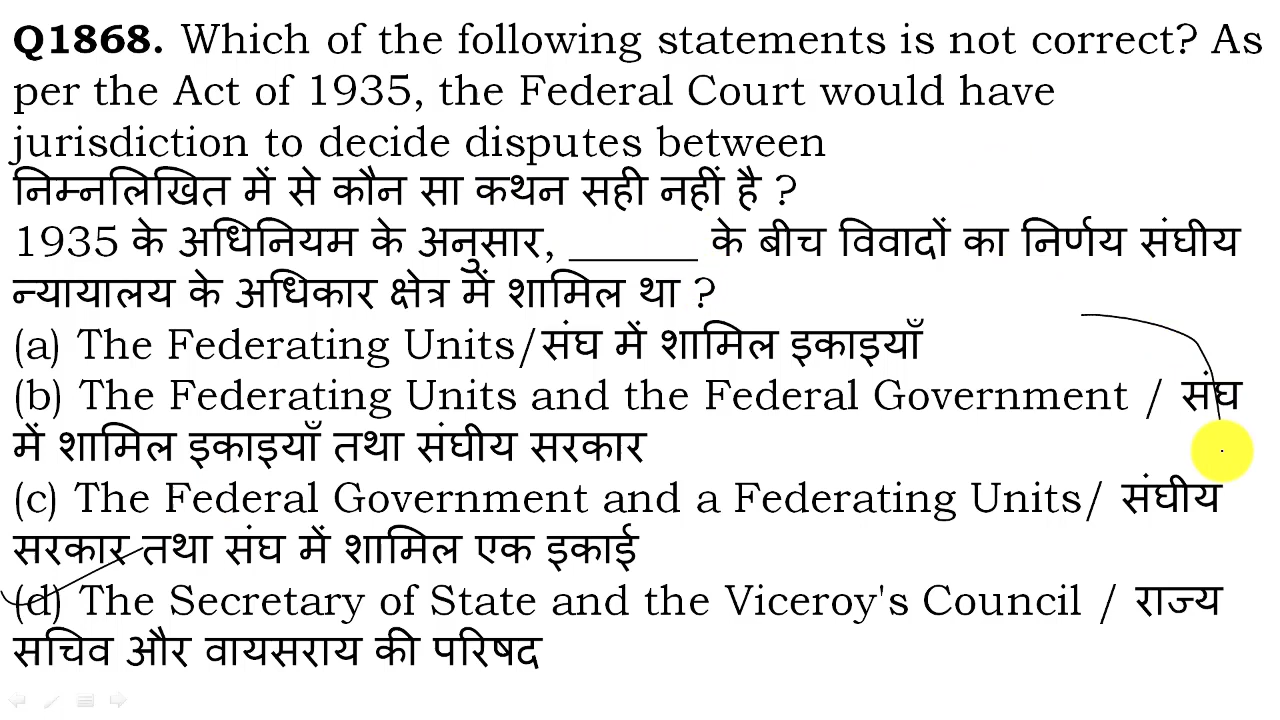 Q1868. Which of the following statements is not correct? As
per the Act of 1935, the Federal Court would have
jurisdiction to decide disputes between
निम्नलिखित में से कौन सा कथन सही नहीं है ?
1935 के अधिनियम के अनुसार, ______ के बीच विवादों का निर्णय संघीय
न्यायालय के अधिकार क्षेत्र में शामिल था ?
(a) The Federating Units/संघ में शामिल इकाइयाँ
(b) The Federating Units and the Federal Government / संघ
में शामिल इकाइयाँ तथा संघीय सरकार
(c) The Federal Government and a Federating Units/ संघीय
सरकार तथा संघ में शामिल एक इकाई
(d) The Secretary of State and the Viceroy's Council / राज्य
सचिव और वायसराय की परिषद